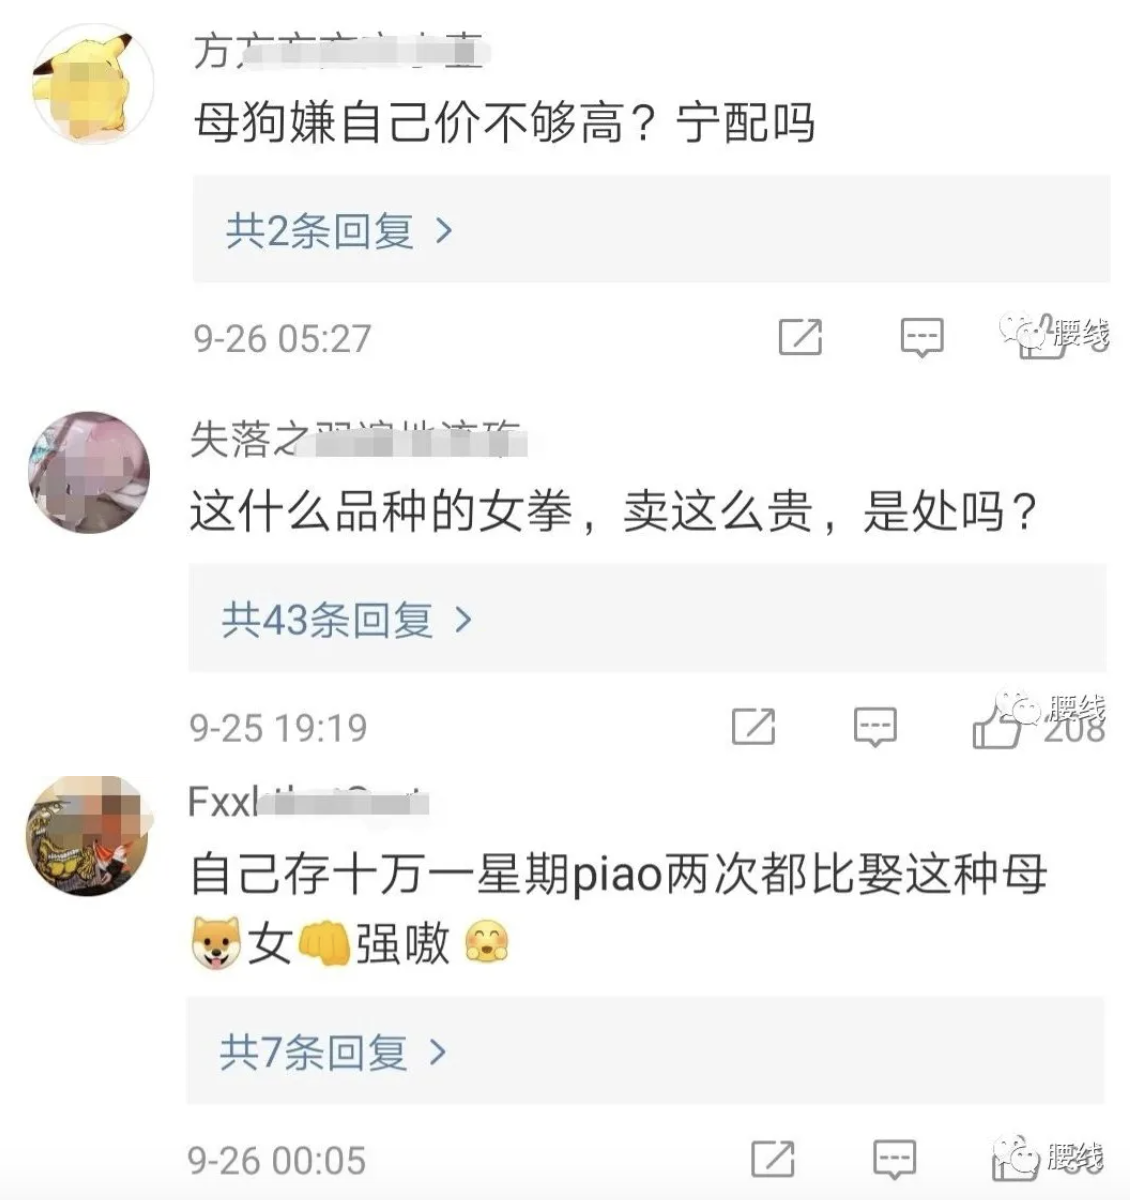 方
母狗嫌自己价不够高？宁配吗
共2条回复
9-26 05:27
腰线
失落之
这什么品种的女拳，卖这么贵，是处吗？
共43条回复
9-25 19:19
腰线
208
Fxx
自己存十万一星期piao两次都比娶这种母
🐶女👊强嗷🤗
共7条回复
9-26 00:05
腰线